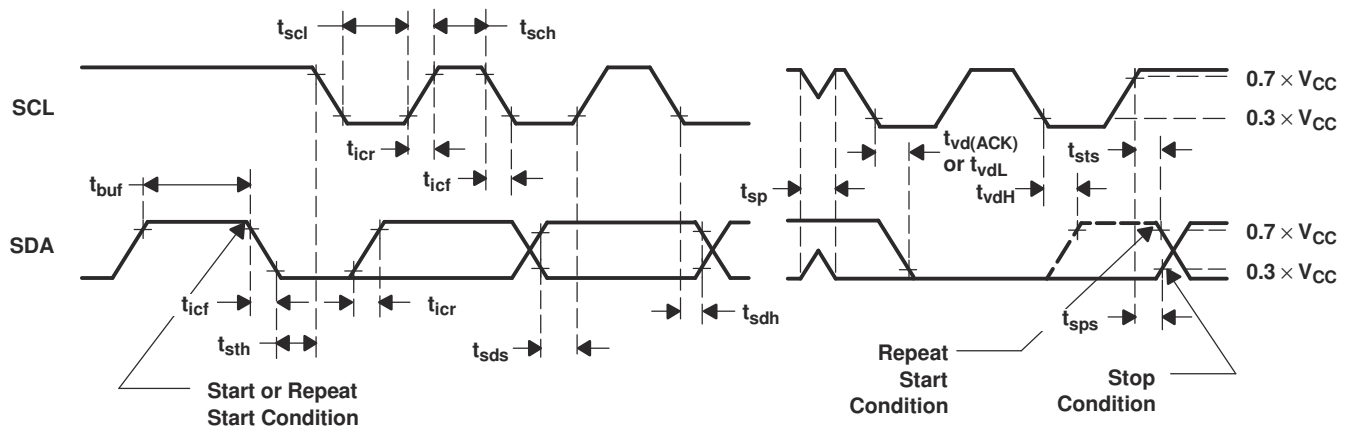 tscl
tsch
SCL
0.7 × VCC
0.3 × VCC
ticr
ticf
tbuf
tsp
tvd(ACK)
or tvdL
tvdH
tsts
SDA
0.7 × VCC
0.3 × VCC
ticf
ticr
tsth
tsds
tsdh
tsps
Start or Repeat
Start Condition
Repeat
Start
Condition
Stop
Condition